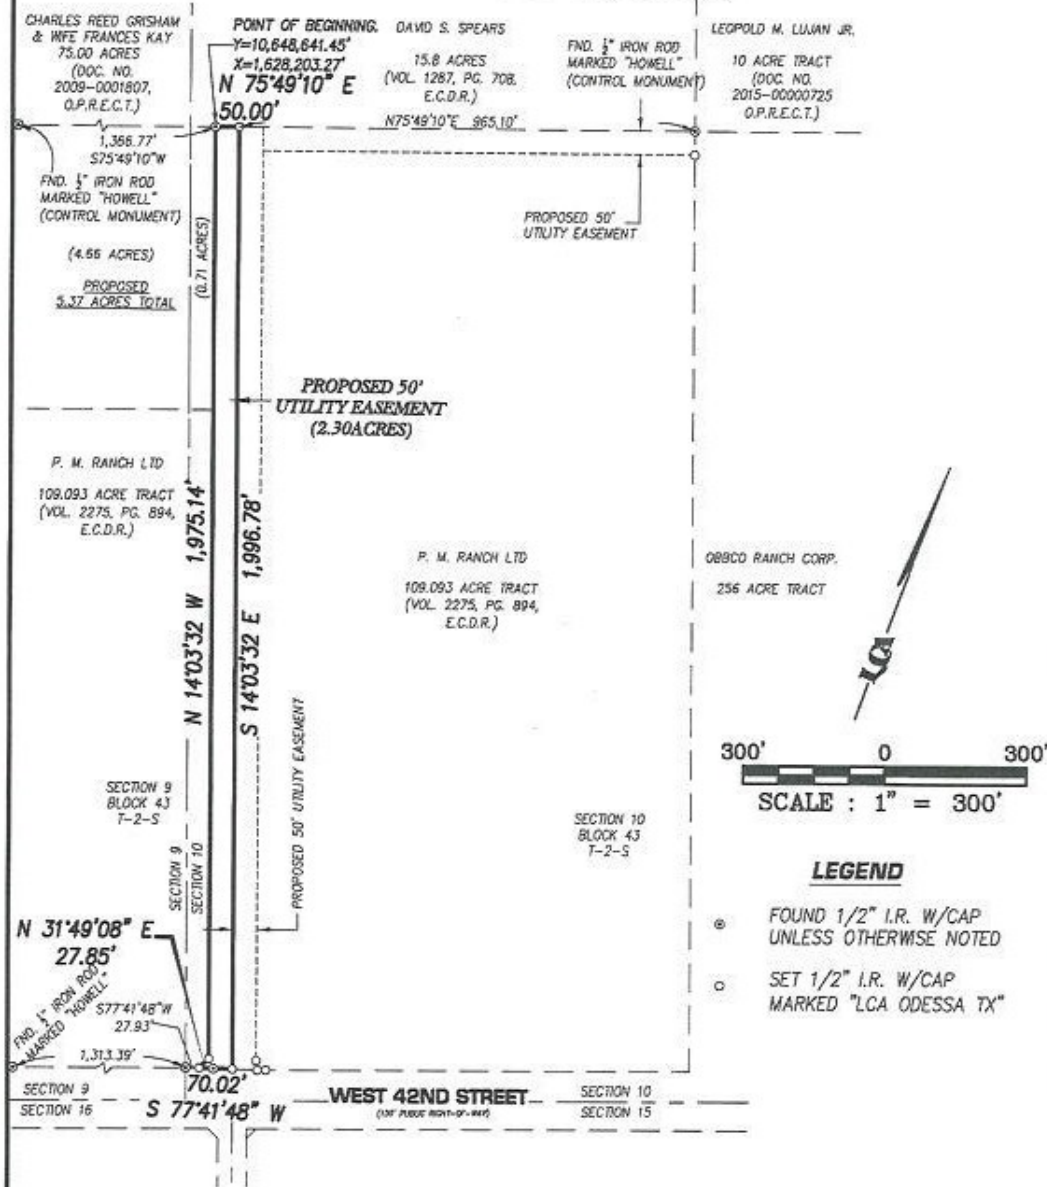 CHARLES REED GRISHAM
& WIFE FRANCES KAY
75.00 ACRES
(DOC. NO.
2009-0001807,
O.P.R.E.C.T.)
POINT OF BEGINNING.
Y=10,648,641.45'
X=1,628,203.27'
N 75°49'10" E
50.00'
DAVID S. SPEARS
15.8 ACRES
(VOL. 1287, PG. 708,
E.C.D.R.)
N75°49'10"E 965.10'
FND. ½" IRON ROD
MARKED "HOWELL"
(CONTROL MONUMENT)
LEOPOLD M. LUJAN JR.
10 ACRE TRACT
(DOC. NO.
2015-00000725
O.P.R.E.C.T.)
1,366.77'
S75°49'10"W
FND. ½" IRON ROD
MARKED "HOWELL"
(CONTROL MONUMENT)
(4.66 ACRES)
PROPOSED
5.37 ACRES TOTAL
(0.71 ACRES)
PROPOSED 50'
UTILITY EASEMENT
PROPOSED 50'
UTILITY EASEMENT
(2.30ACRES)
P. M. RANCH LTD
109.093 ACRE TRACT
(VOL. 2275, PG. 894,
E.C.D.R.)
N 14°03'32 W 1,975.14'
S 14°03'32 E 1,996.78'
P. M. RANCH LTD
109.093 ACRE TRACT
(VOL. 2275, PG. 894,
E.C.D.R.)
OBBCO RANCH CORP.
256 ACRE TRACT
LCA
300' 0 300'
SCALE : 1" = 300'
PROPOSED 50' UTILITY EASEMENT
SECTION 9
BLOCK 43
T-2-S
SECTION 9
SECTION 10
SECTION 10
BLOCK 43
T-2-S
LEGEND
FOUND 1/2" I.R. W/CAP
UNLESS OTHERWISE NOTED
SET 1/2" I.R. W/CAP
MARKED "LCA ODESSA TX"
N 31°49'08" E
27.85'
FND. ½" IRON ROD
MARKED "HOWELL"
S77°41'48"W
27.93'
1,313.39'
70.02'
S 77°41'48" W
SECTION 9
SECTION 16
WEST 42ND STREET
PUBLIC RIGHT-OF-WAY)
SECTION 10
SECTION 15